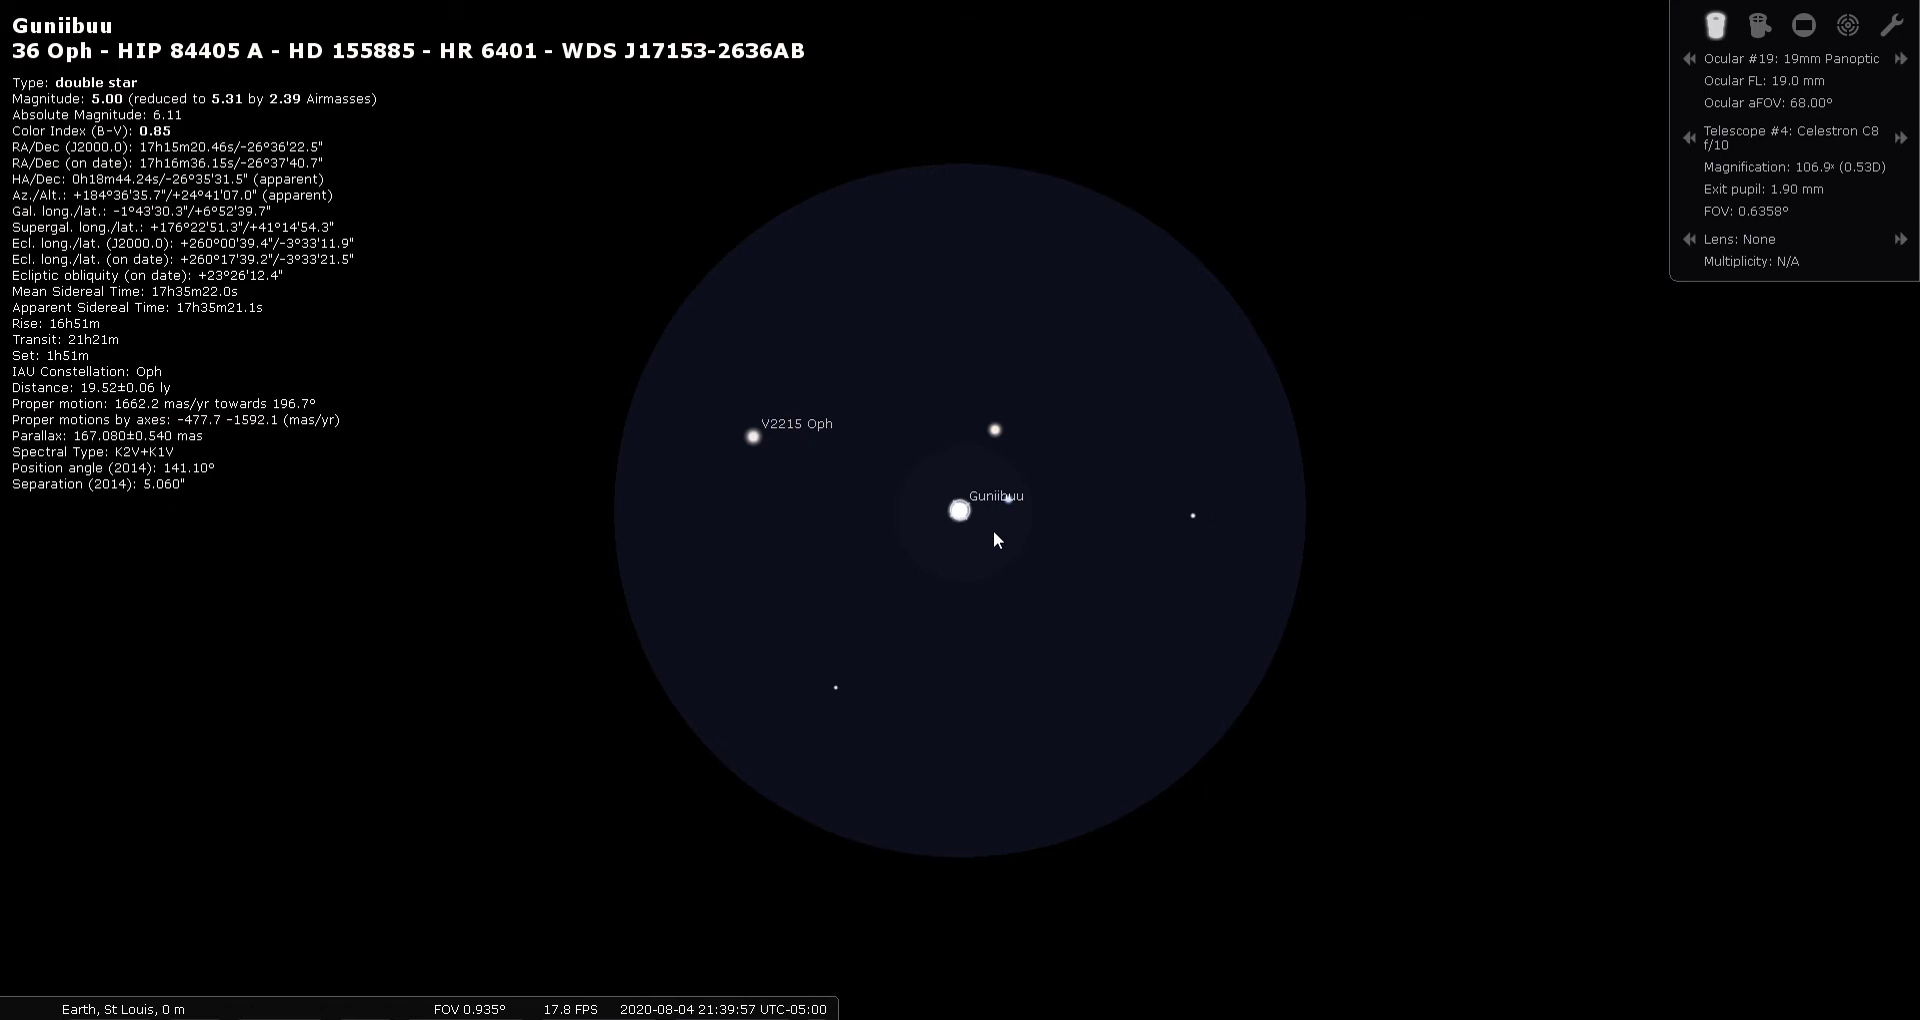 Guniibuu
36 Oph - HIP 84405 A - HD 155885 - HR 6401 - WDS J17153-2636AB
Type: double star
Magnitude: 5.00 (reduced to 5.31 by 2.39 Airmasses)
Absolute Magnitude: 6.11
Color Index (B-V): 0.85
RA/Dec (J2000.0): 17h15m20.46s/-26°36'22.5"
RA/Dec (on date): 17h16m36.15s/-26°37'40.7"
HA/Dec: 0h18m44.24s/-26°35'31.5" (apparent)
Az./Alt.: +184°36'35.7"/+24°41'07.0" (apparent)
Gal. long./lat.: -1°43'30.3"/+6°52'39.7"
Supergal. long./lat.: +176°22'51.3"/+41°14'54.3"
Ecl. long./lat. (J2000.0): +260°00'39.4"/-3°33'11.9"
Ecl. long./lat. (on date): +260°17'39.2"/-3°33'21.5"
Ecliptic obliquity (on date): +23°26'12.4"
Mean Sidereal Time: 17h35m22.0s
Apparent Sidereal Time: 17h35m21.1s
Rise: 16h51m
Transit: 21h21m
Set: 1h51m
IAU Constellation: Oph
Distance: 19.52±0.06 ly
Proper motion: 1662.2 mas/yr towards 196.7°
Proper motions by axes: -477.7 -1592.1 (mas/yr)
Parallax: 167.080±0.540 mas
Spectral Type: K2V+K1V
Position angle (2014): 141.10°
Separation (2014): 5.060"
Ocular #19: 19mm Panoptic
Ocular FL: 19.0 mm
Ocular aFOV: 68.00°
Telescope #4: Celestron C8
f/10
Magnification: 106.9ˣ (0.53D)
Exit pupil: 1.90 mm
FOV: 0.6358°
Lens: None
Multiplicity: N/A
V2215 Oph
Guniibuu
Earth, St Louis, 0 m
FOV 0.935°
17.8 FPS
2020-08-04 21:39:57 UTC-05:00